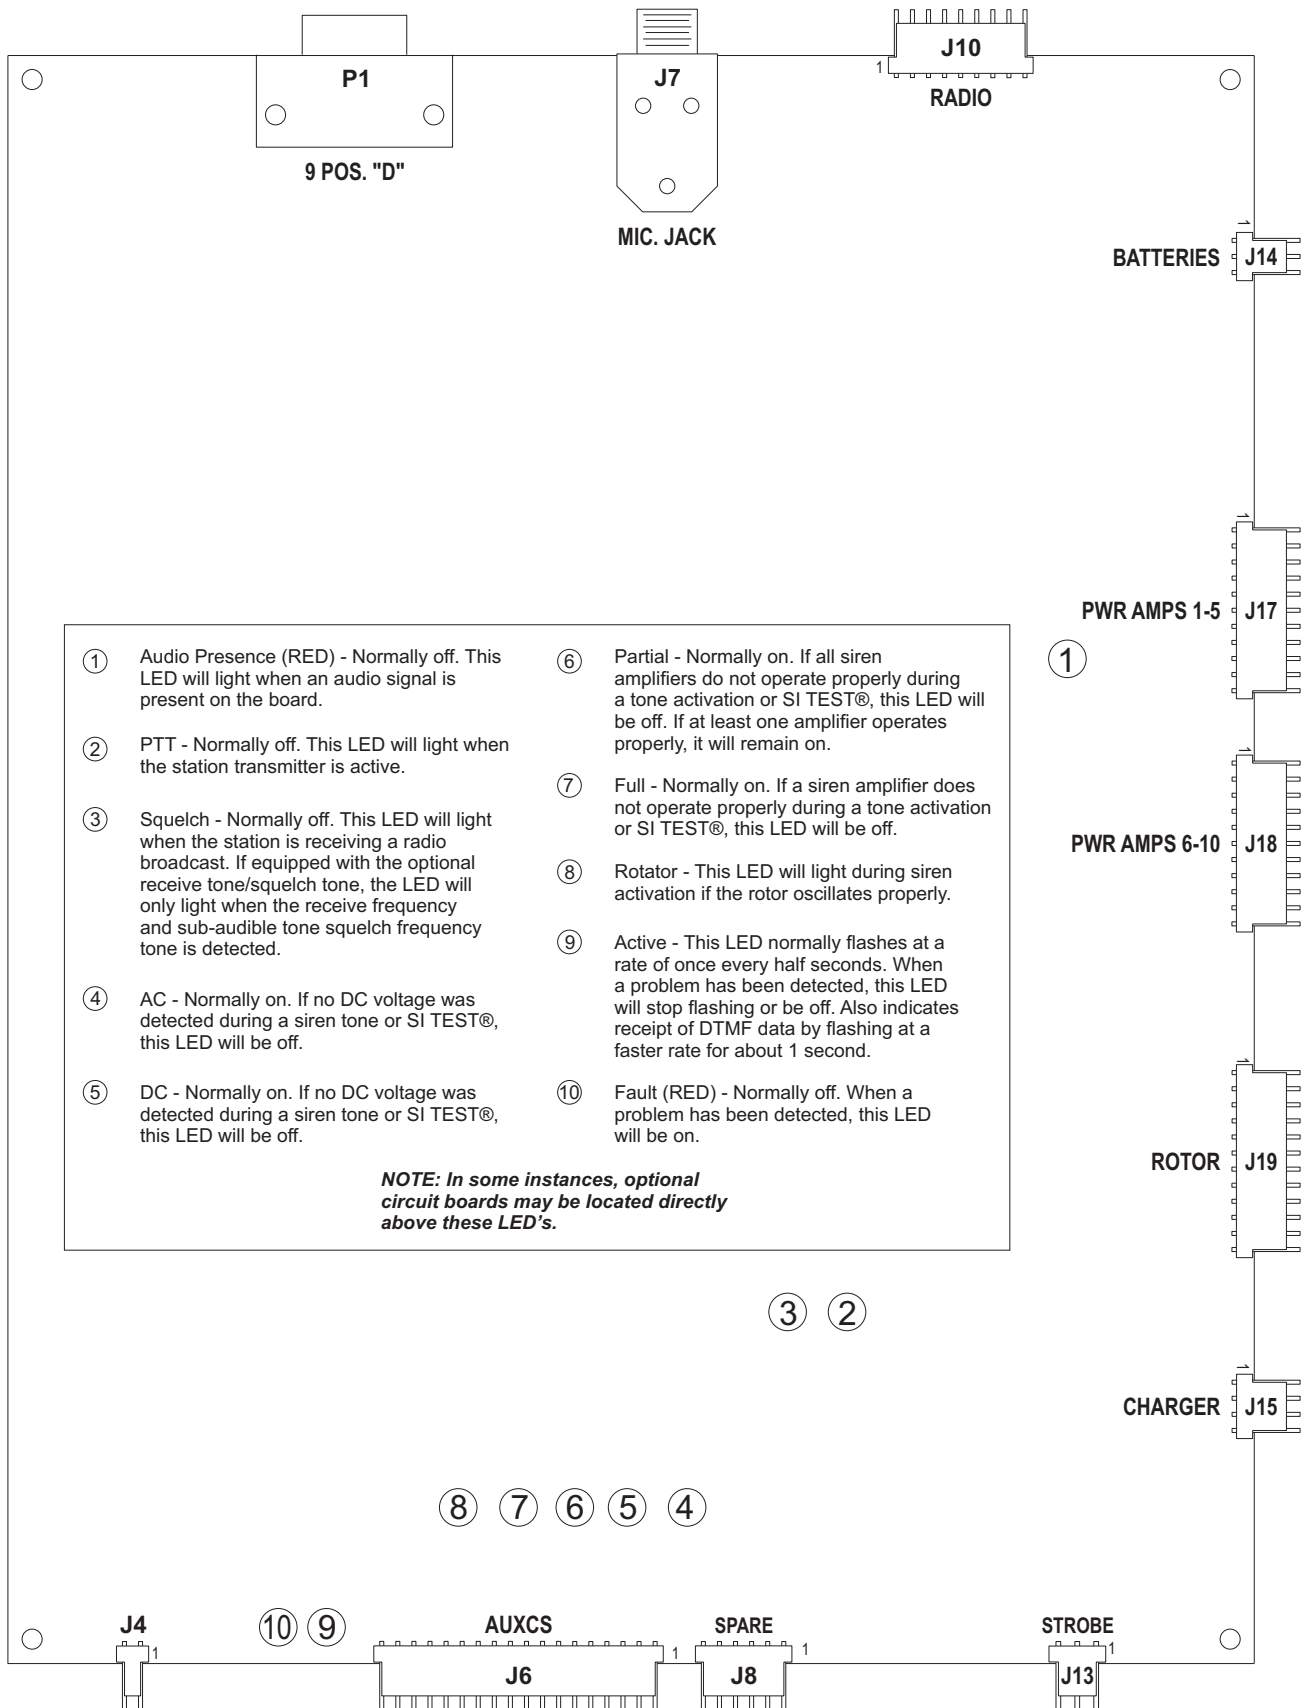 P1
9 POS. "D"
J7
MIC. JACK
J10
1
RADIO
1
BATTERIES
J14
1
PWR AMPS 1-5
J17
1
1
PWR AMPS 6-10
J18
1
Audio Presence (RED) - Normally off. This
LED will light when an audio signal is
present on the board.
2
PTT - Normally off. This LED will light when
the station transmitter is active.
3
Squelch - Normally off. This LED will light
when the station is receiving a radio
broadcast. If equipped with the optional
receive tone/squelch tone, the LED will
only light when the receive frequency
and sub-audible tone squelch frequency
tone is detected.
4
AC - Normally on. If no DC voltage was
detected during a siren tone or SI TEST®,
this LED will be off.
5
DC - Normally on. If no DC voltage was
detected during a siren tone or SI TEST®,
this LED will be off.
6
Partial - Normally on. If all siren
amplifiers do not operate properly during
a tone activation or SI TEST®, this LED will
be off. If at least one amplifier operates
properly, it will remain on.
7
Full - Normally on. If a siren amplifier does
not operate properly during a tone activation
or SI TEST®, this LED will be off.
8
Rotator - This LED will light during siren
activation if the rotor oscillates properly.
9
Active - This LED normally flashes at a
rate of once every half seconds. When
a problem has been detected, this LED
will stop flashing or be off. Also indicates
receipt of DTMF data by flashing at a
faster rate for about 1 second.
10
Fault (RED) - Normally off. When a
problem has been detected, this LED
will be on.
NOTE: In some instances, optional
circuit boards may be located directly
above these LED's.
1
ROTOR
J19
3 2
1
CHARGER
J15
8 7 6 5 4
J4
1
10 9
AUXCS
1
J6
SPARE
1
J8
STROBE
1
J13